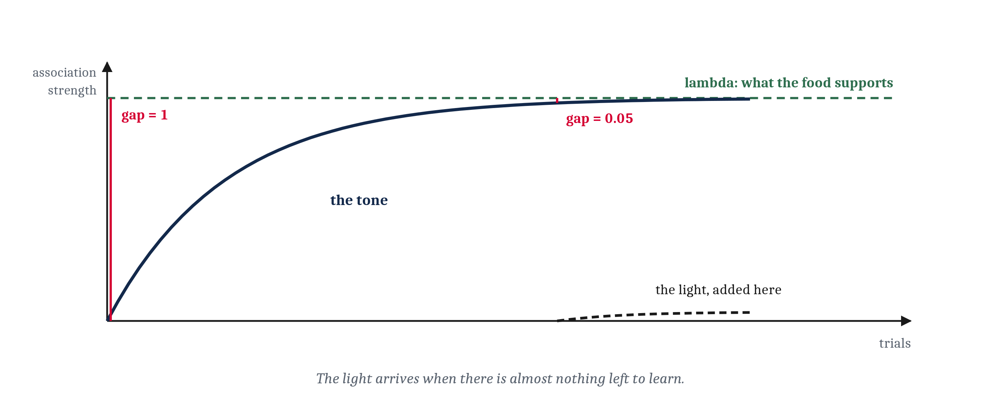 association
strength
lambda: what the food supports
gap = 1
gap = 0.05
the tone
the light, added here
trials
The light arrives when there is almost nothing left to learn.